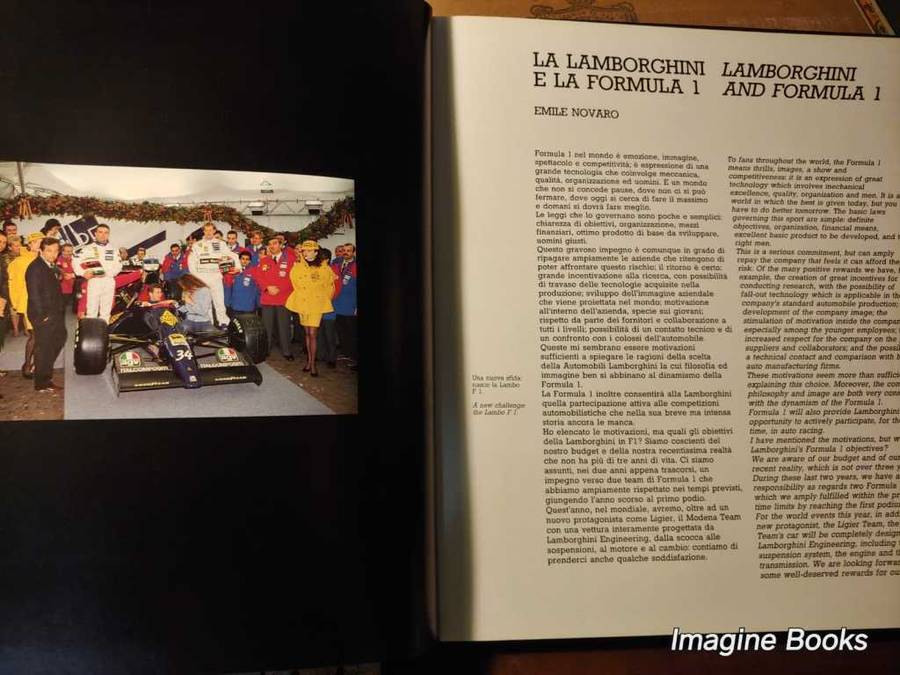 34
ITALCOMPOSITI
LA LAMBORGHINI
E LA FORMULA 1
EMILE NOVARO
Formula 1 nel mondo è emozione, immagine,
spettacolo e competitività; è espressione di una
grande tecnologia che coinvolge meccanica,
qualità, organizzazione ed uomini. È un mondo
che non si concede pause, dove non ci si può
fermare, dove oggi si cerca di fare il massimo
e domani si dovrà fare meglio.
Le leggi che lo governano sono poche e semplici:
chiarezza di obiettivi, organizzazione, mezzi
finanziari, ottimo prodotto di base da sviluppare,
uomini giusti.
Questo gravoso impegno è comunque in grado di
ripagare ampiamente le aziende che ritengono di
poter affrontare questo rischio; il ritorno è certo:
grande incentivazione alla ricerca, con possibilità
di travaso delle tecnologie acquisite nella
produzione; sviluppo dell'immagine aziendale
che viene proiettata nel mondo; motivazione
all'interno dell'azienda, specie sui giovani;
rispetto da parte dei fornitori e collaborazione a
tutti i livelli; possibilità di un contatto tecnico e di
un confronto con i colossi dell'automobile.
Queste mi sembrano essere motivazioni
sufficienti a spiegare le ragioni della scelta
della Automobili Lamborghini la cui filosofia ed
immagine ben si abbinano al dinamismo della
Formula 1.
La Formula 1 inoltre consentirà alla Lamborghini
quella partecipazione attiva alle competizioni
automobilistiche che nella sua breve ma intensa
storia ancora le manca.
Ho elencato le motivazioni, ma quali gli obiettivi
della Lamborghini in F1? Siamo coscienti del
nostro budget e della nostra recentissima realtà
che non ha più di tre anni di vita. Ci siamo
assunti, nei due anni appena trascorsi, un
impegno verso due team di Formula 1 che
abbiamo ampiamente rispettato nei tempi previsti,
giungendo l'anno scorso al primo podio.
Quest'anno, nel mondiale, avremo, oltre ad un
nuovo protagonista come Ligier, il Modena Team
con una vettura interamente progettata da
Lamborghini Engineering, dalla scocca alle
sospensioni, al motore e al cambio: contiamo di
prenderci anche qualche soddisfazione.
LAMBORGHINI
AND FORMULA 1
To fans throughout the world, the Formula 1
means thrills, images, a show and
competitiveness: it is an expression of great
technology which involves mechanical
excellence, quality, organization and men. It is a
world in which the best is given today, but you
have to do better tomorrow. The basic laws
governing this sport are simple: definite
objectives, organization, financial means,
excellent basic product to be developed, and
right men.
This is a serious commitment, but can amply
repay the company that feels it can afford the
risk. Of the many positive rewards we have,
example, the creation of great incentives for
conducting research, with the possibility of
fall-out technology which is applicable in the
company's standard automobile production;
development of the company image; the
stimulation of motivation inside the company
especially among the younger employees;
increased respect for the company on the
suppliers and collaborators; and the possi
a technical contact and comparison with
auto manufacturing firms.
These motivations seem more than suffici
explaining this choice. Moreover, the com
philosophy and image are both very cons
with the dynamism of the Formula 1.
Formula 1 will also provide Lamborghini
opportunity to actively participate, for the
time, in auto racing.
I have mentioned the motivations, but w
Lamborghini's Formula 1 objectives?
We are aware of our budget and of our
recent reality, which is not over three y
During these last two years, we have a
responsibility as regards two Formula
which we amply fulfilled within the pr
time limits by reaching the first podiu
For the world events this year, in add
new protagonist, the Ligier Team, the
Team's car will be completely design
Lamborghini Engineering, including
suspension system, the engine and t
transmission. We are looking forwar
some well-deserved rewards for our
Una nuova sfida:
nasce la Lambo
F 1.
A new challenge:
the Lambo F 1.
Imagine Books